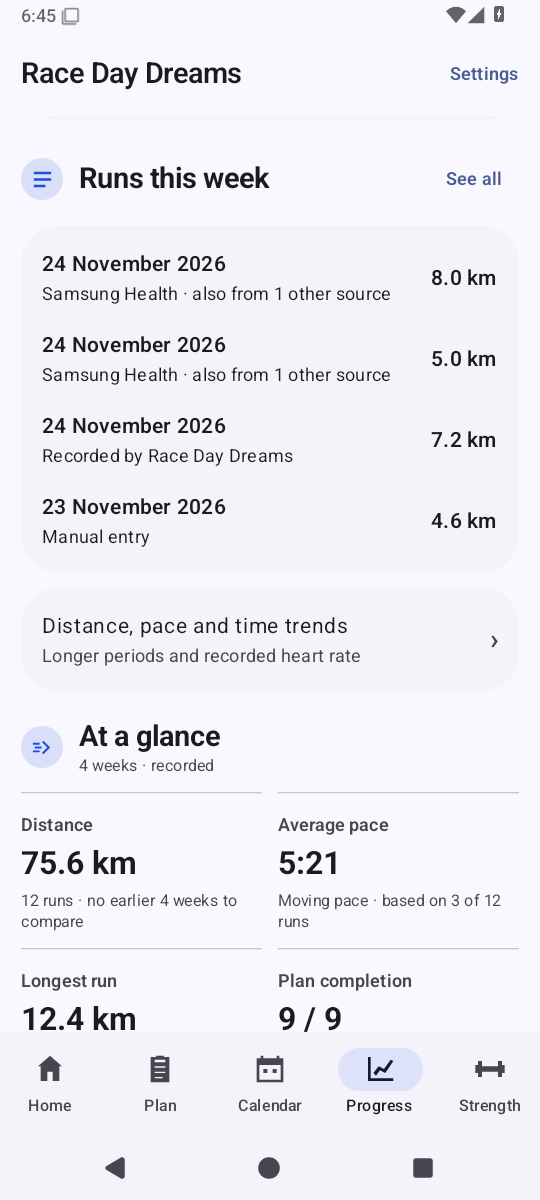 6:45
Race Day Dreams
Settings
Runs this week
See all
24 November 2026
8.0 km
Samsung Health · also from 1 other source
24 November 2026
5.0 km
Samsung Health · also from 1 other source
24 November 2026
7.2 km
Recorded by Race Day Dreams
23 November 2026
4.6 km
Manual entry
Distance, pace and time trends
Longer periods and recorded heart rate
At a glance
4 weeks · recorded
Distance
75.6 km
12 runs · no earlier 4 weeks to
compare
Average pace
5:21
Moving pace · based on 3 of 12
runs
Longest run
12.4 km
Plan completion
9 / 9
Home
Plan
Calendar
Progress
Strength